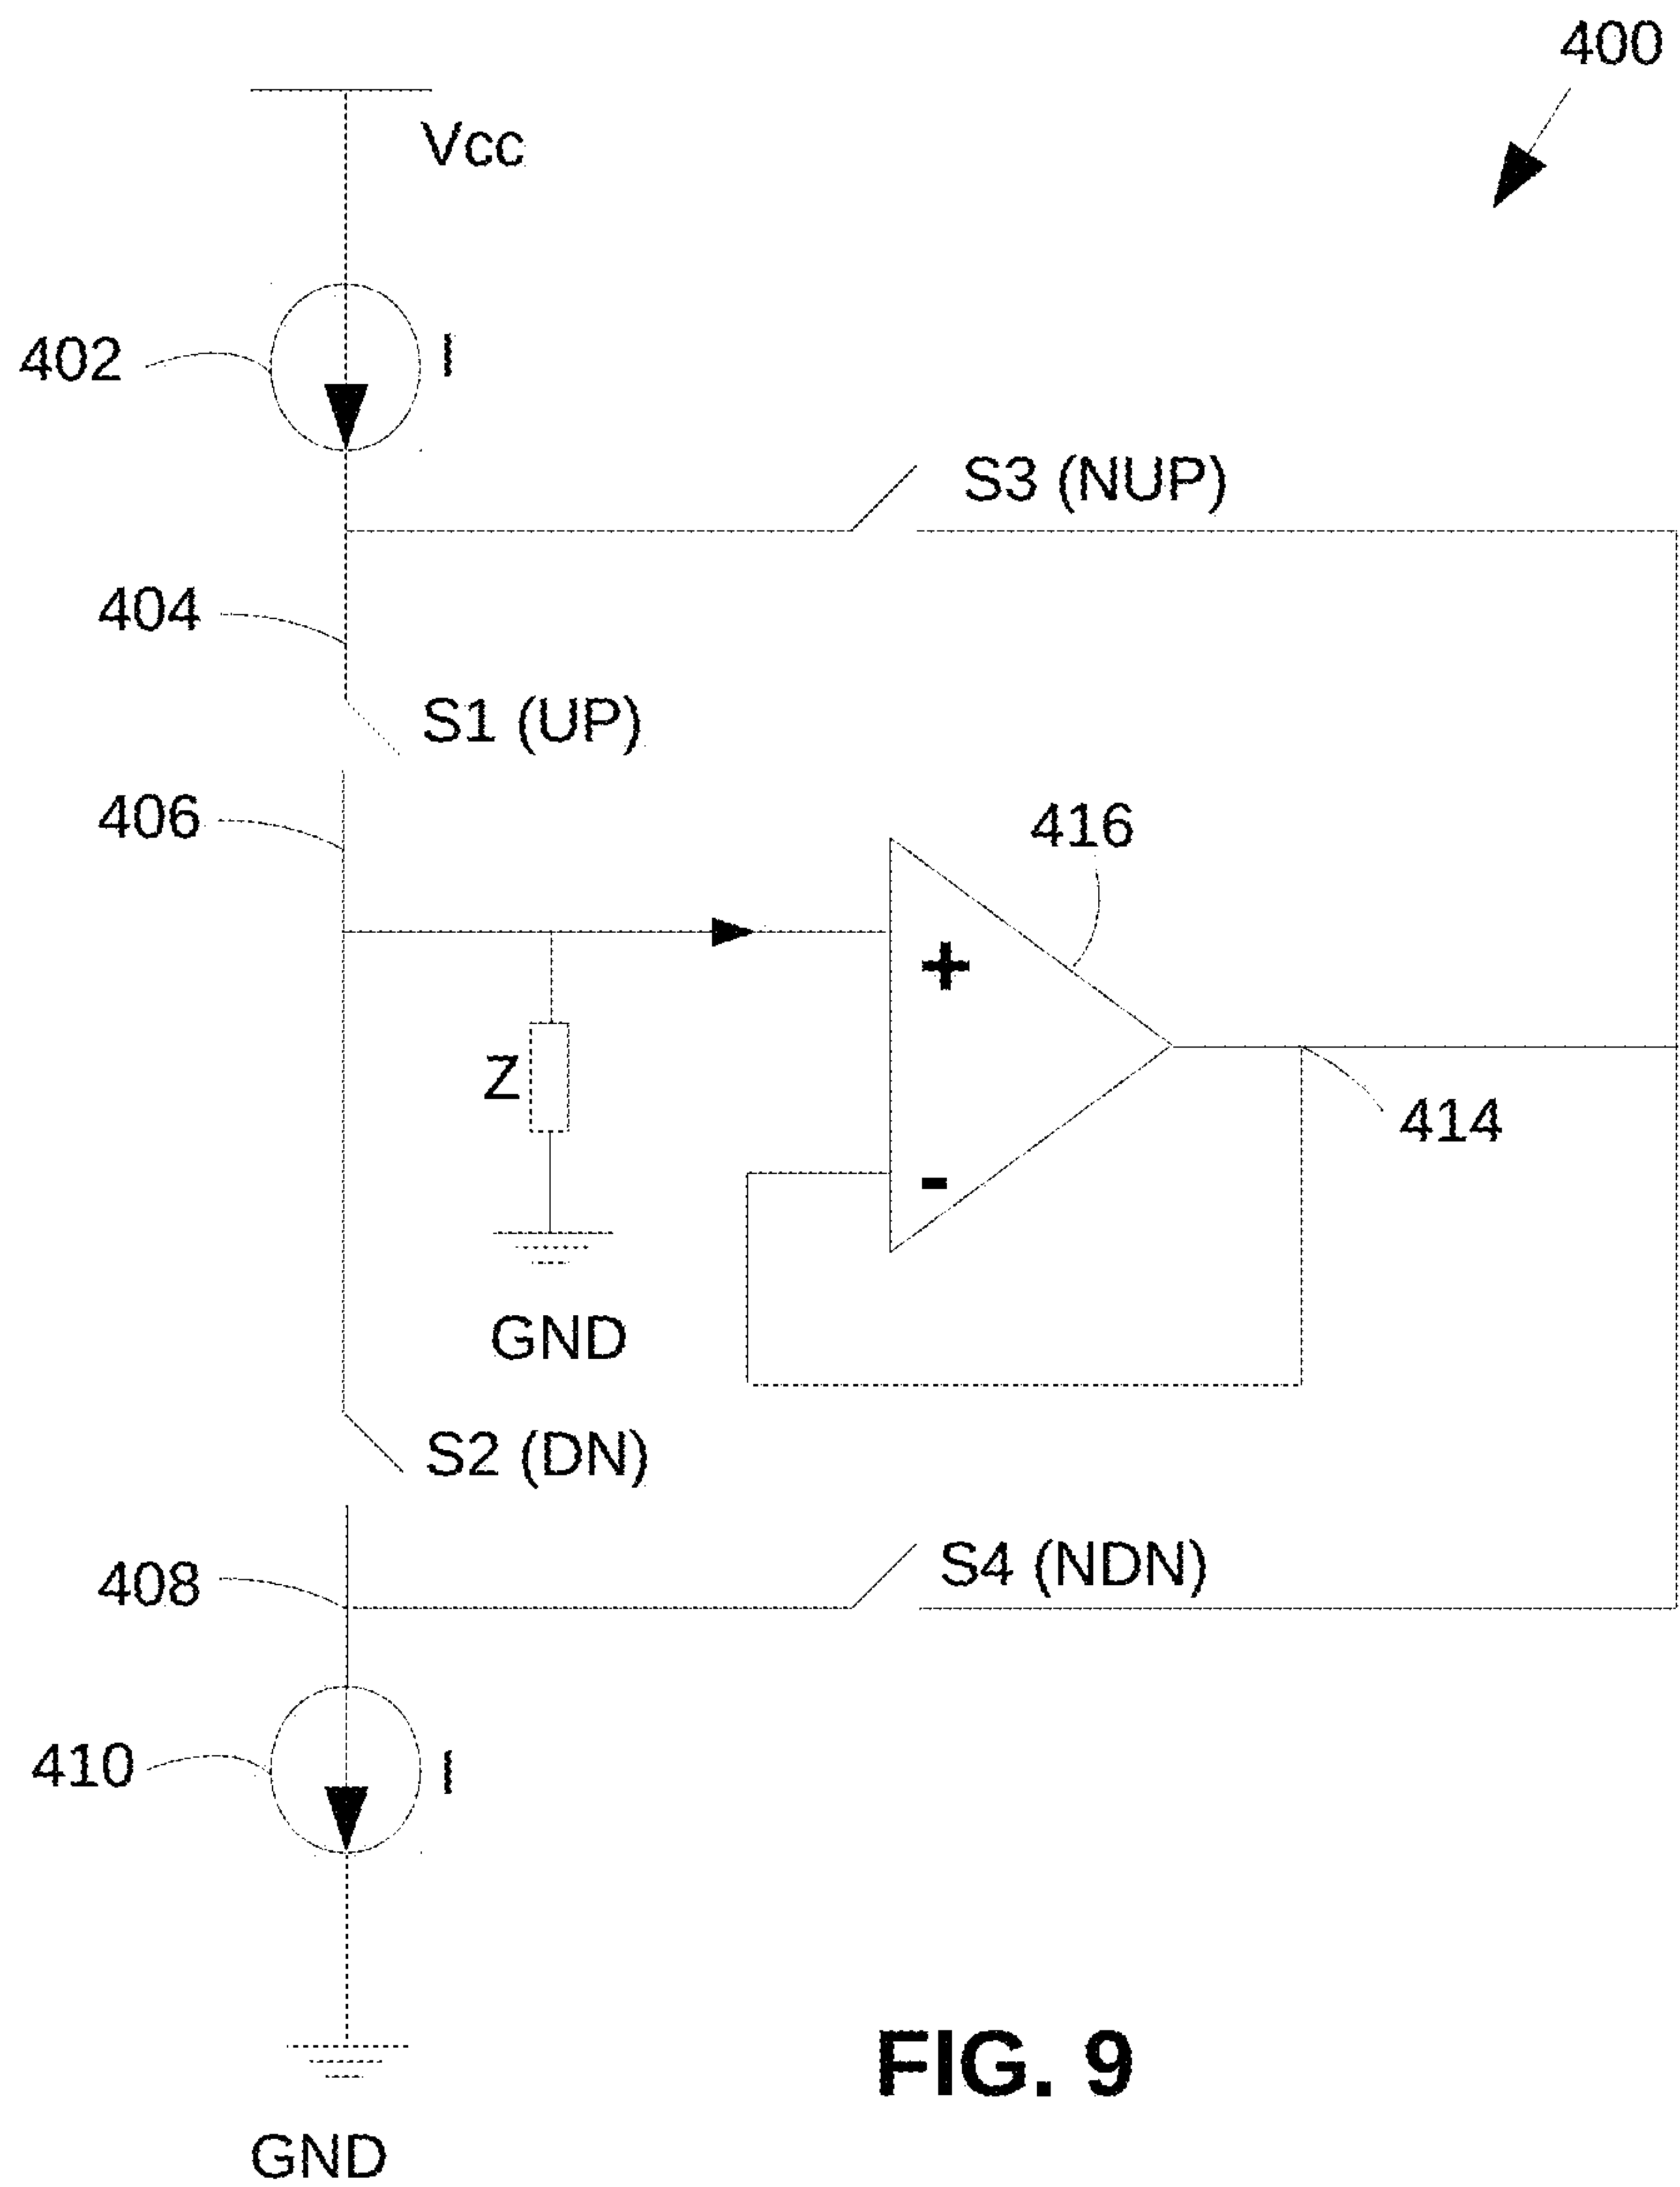 400
Vcc
402
I
S3 (NUP)
404
S1 (UP)
406
416
+
Z
414
-
GND
S2 (DN)
S4 (NDN)
408
410
I
FIG. 9
GND